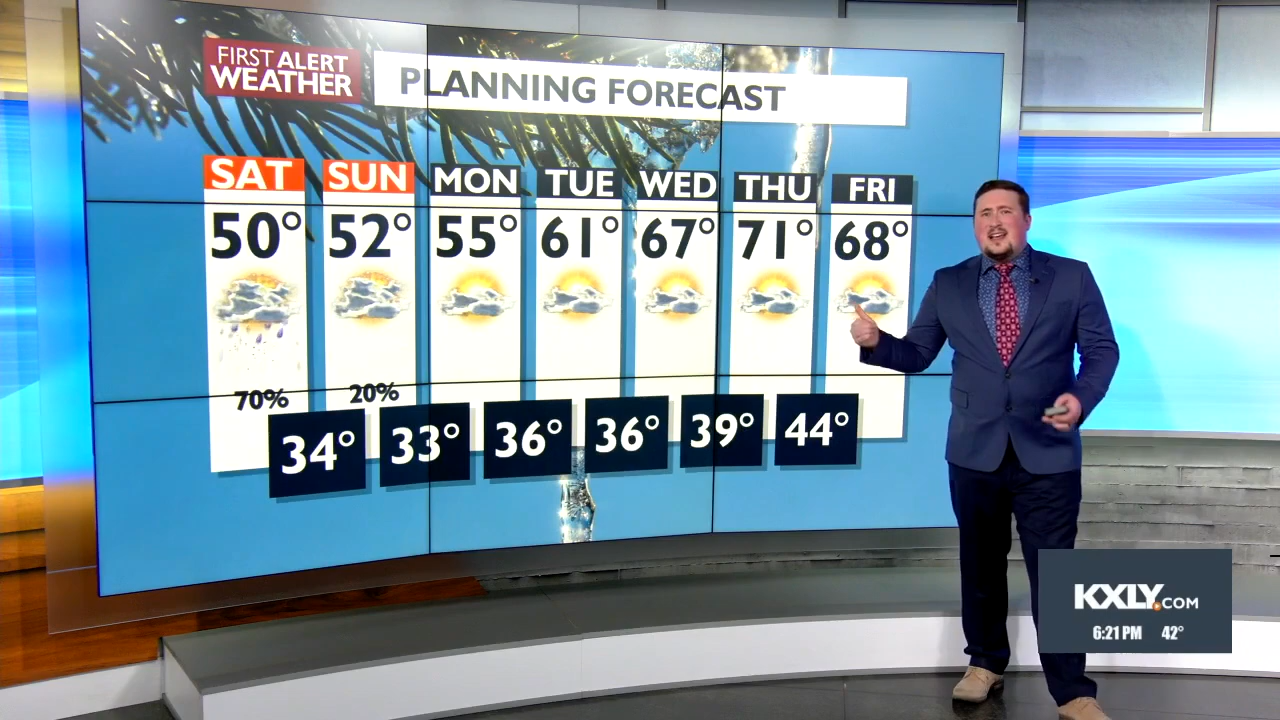 FIRST ALERT
WEATHER
PLANNING FORECAST
SAT SUN MON TUE WED THU FRI
50° 52° 55° 61° 67° 71° 68°
70% 20%
34° 33° 36° 36° 39° 44°
KXLY.COM
6:21 PM 42°